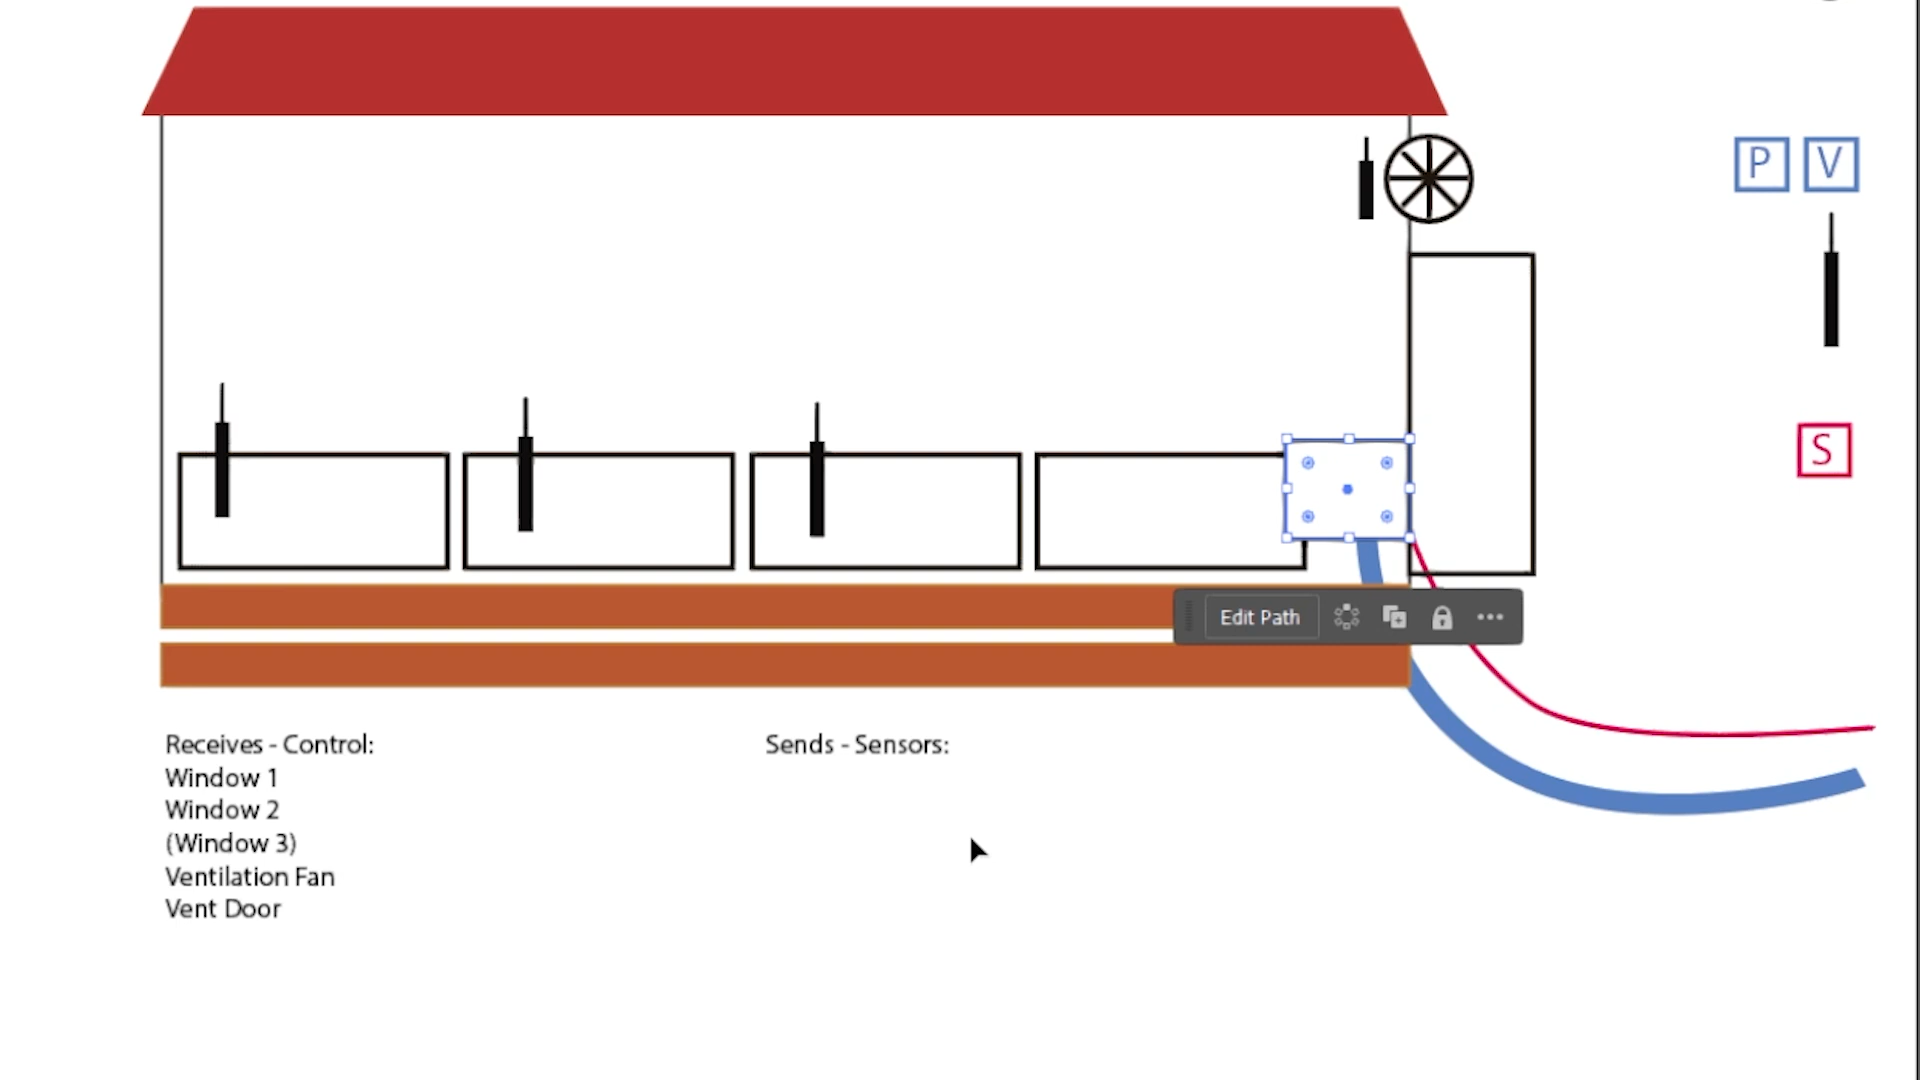 P V
S
Edit Path
Receives - Control:
Window 1
Window 2
(Window 3)
Ventilation Fan
Vent Door
Sends - Sensors: